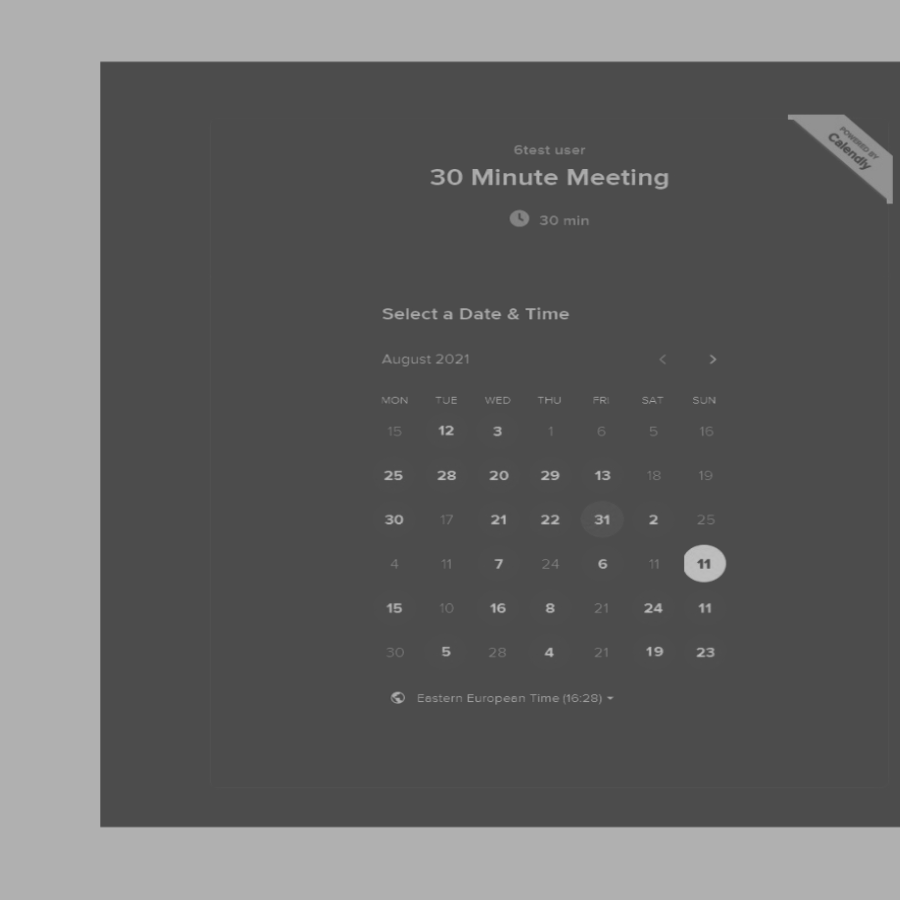 POWERED BY
Calendly
6test user
30 Minute Meeting
30 min
Select a Date & Time
August 2021
MON TUE WED THU FRI SAT SUN
15 12 3 1 6 5 16
25 28 20 29 13 18 19
30 17 21 22 31 2 25
4 11 7 24 6 11 11
15 10 16 8 21 24 11
30 5 28 4 21 19 23
Eastern European Time (16:28)